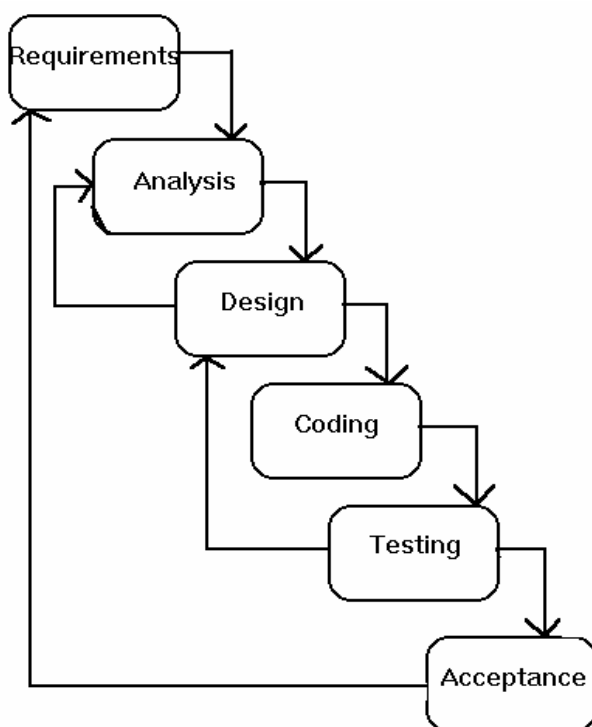 Requirements
Analysis
Design
Coding
Testing
Acceptance